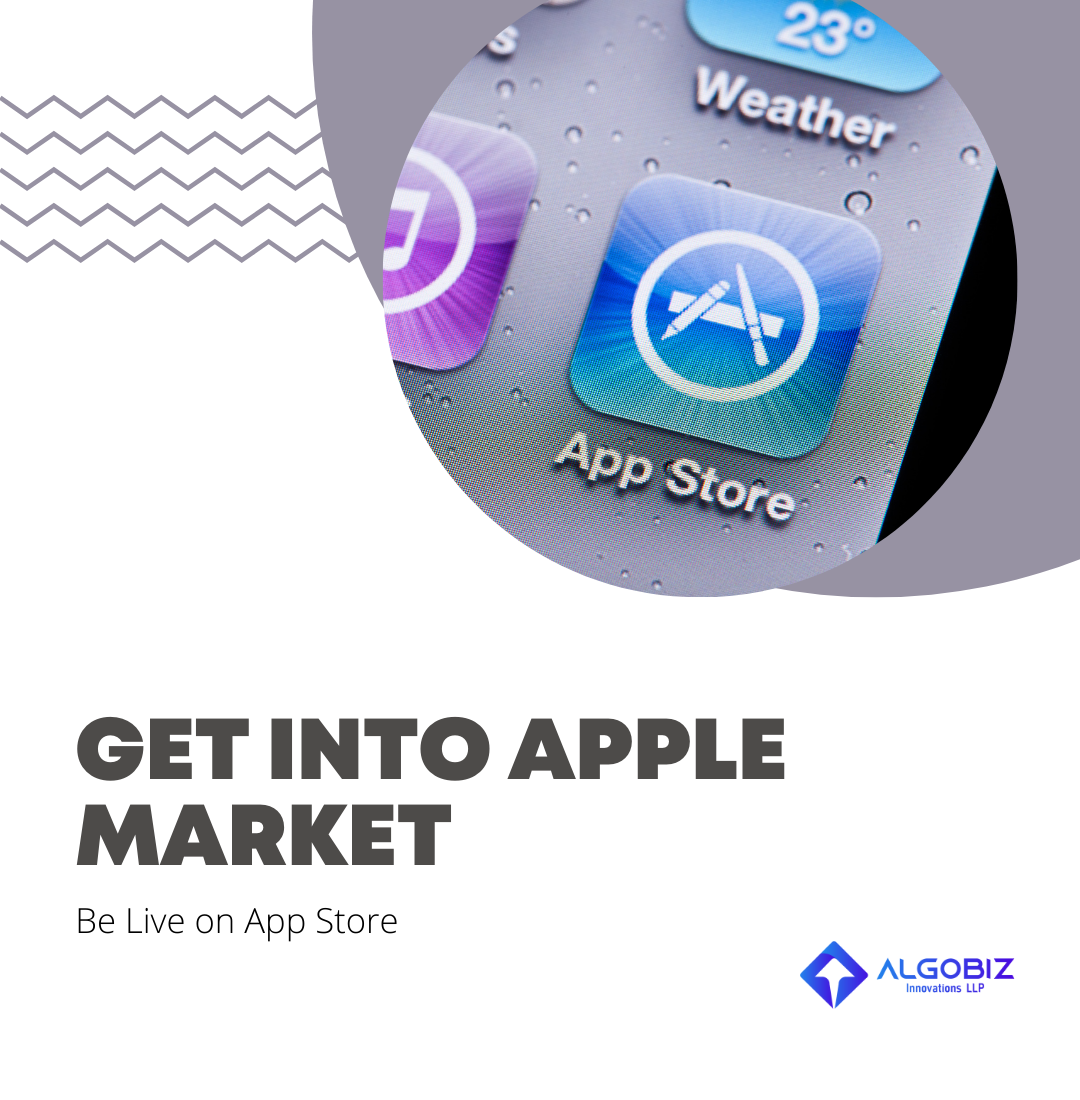 23°
Weather
App Store
GET INTO APPLE
MARKET
Be Live on App Store
ALGOBIZ
Innovations LLP